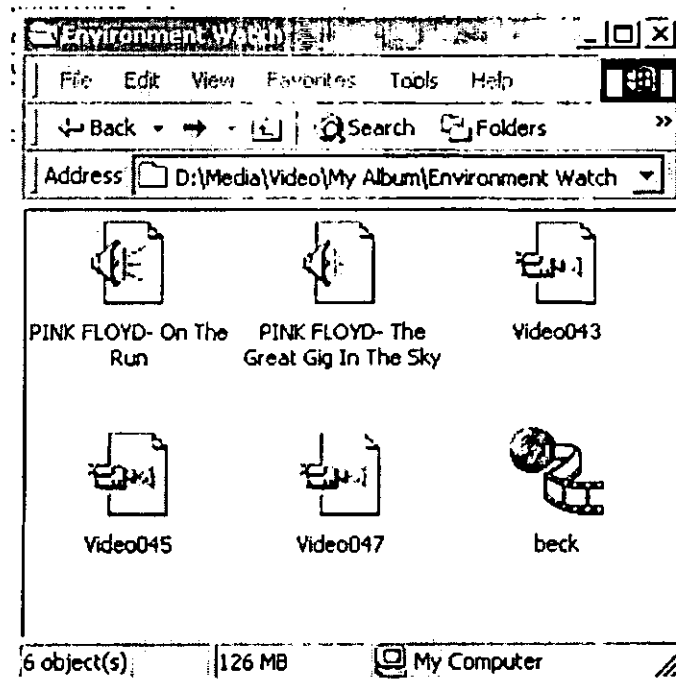 Environment Watch
File Edit View Favorites Tools Help
Back Search Folders »
Address D:\Media\Video\My Album\Environment Watch
PINK FLOYD- On The Run
PINK FLOYD- The Great Gig In The Sky
Video043
Video045
Video047
beck
6 object(s) 126 MB My Computer